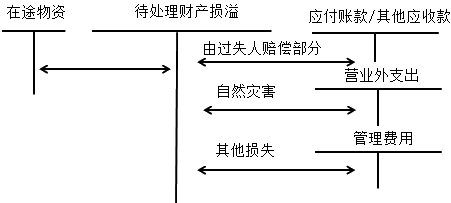 在途物资
待处理财产损溢
应付账款/其他应收款
由过失人赔偿部分
营业外支出
自然灾害
管理费用
其他损失